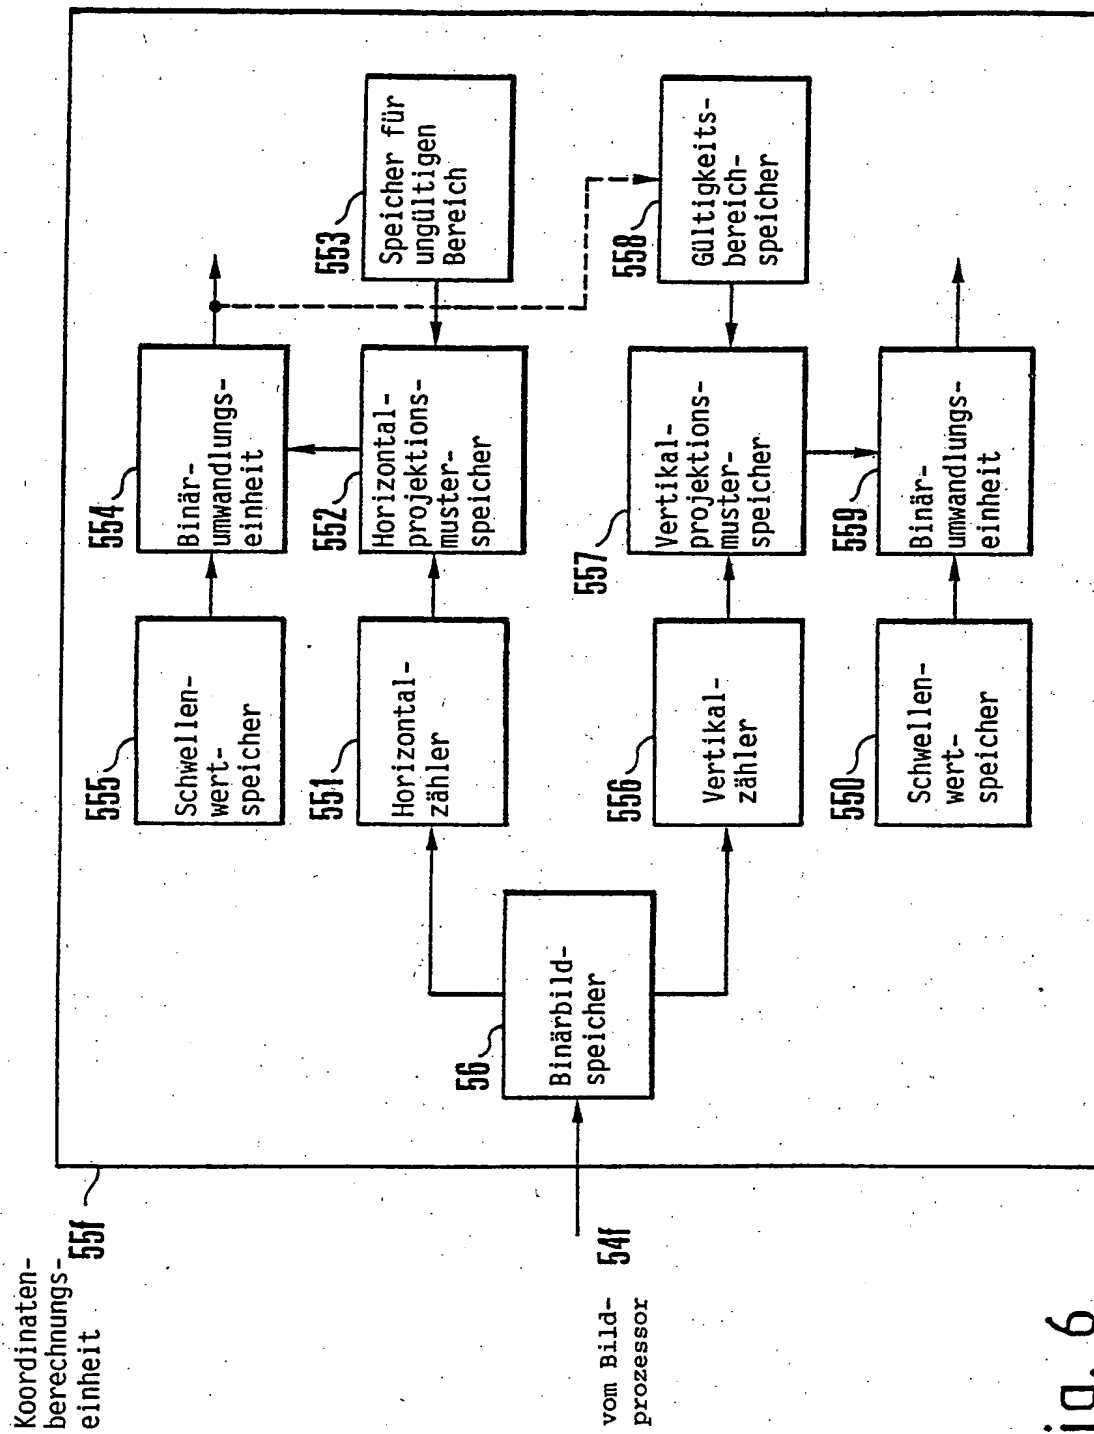 Koordinaten-
berechnungs-
einheit
55f
vom Bild-
prozessor
54f
56
Binärbild-
speicher
555
Schwellen-
wert-
speicher
554
Binär-
umwandlungs-
einheit
551
Horizontal-
zähler
552
Horizontal-
projektions-
muster-
speicher
553
Speicher für
ungültigen
Bereich
556
Vertikal-
zähler
557
Vertikal-
projektions-
muster-
speicher
558
Gültigkeits-
bereich-
speicher
550
Schwellen-
wert-
speicher
559
Binär-
umwandlungs-
einheit
ig. 6